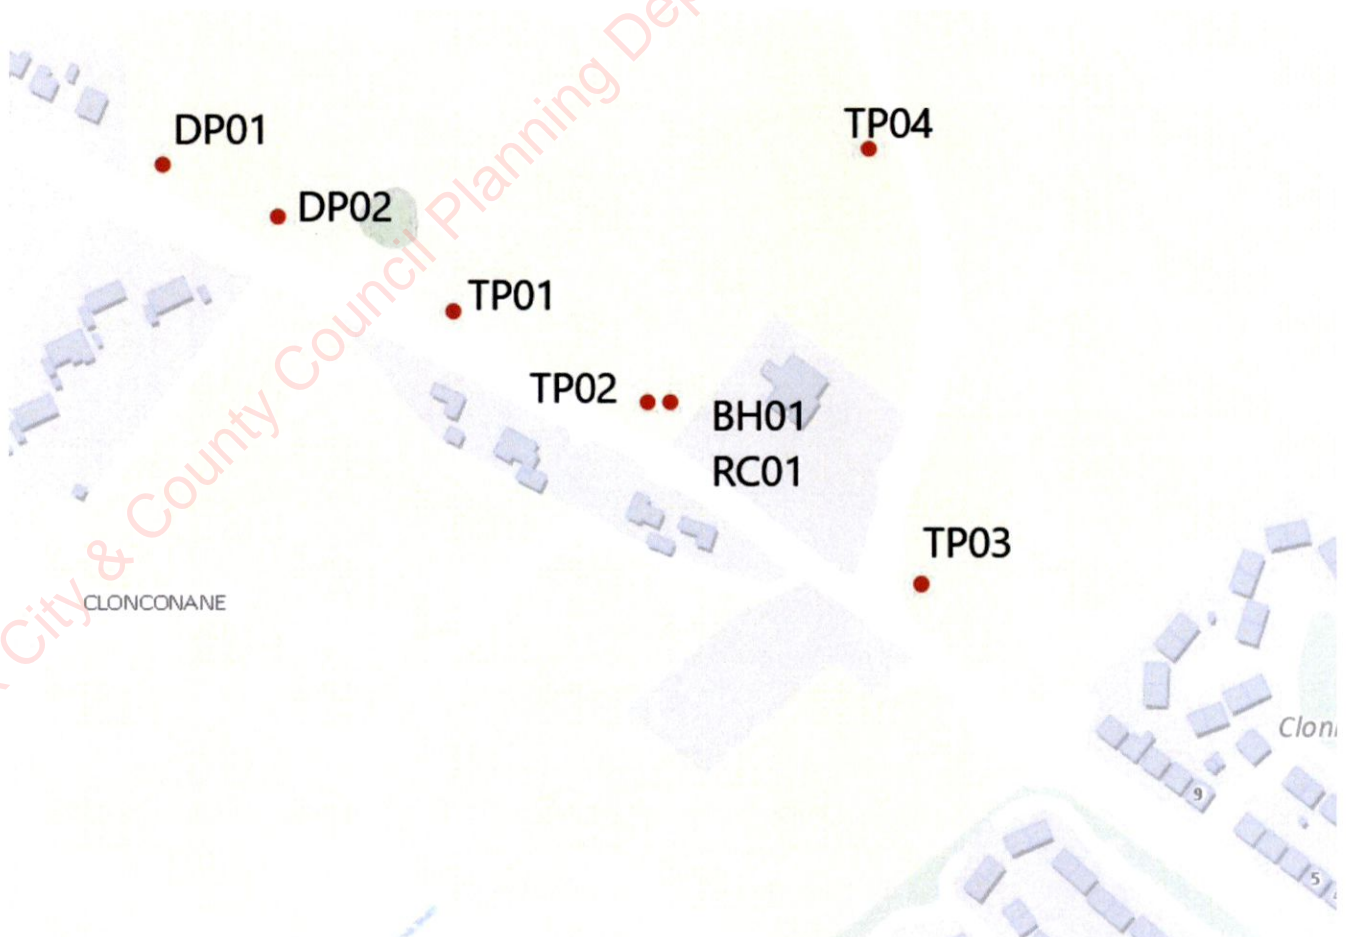 City & County Council Planning Dep
DP01
TP04
DP02
TP01
TP02
BH01
RC01
TP03
CLONCONANE
Clon
9
5